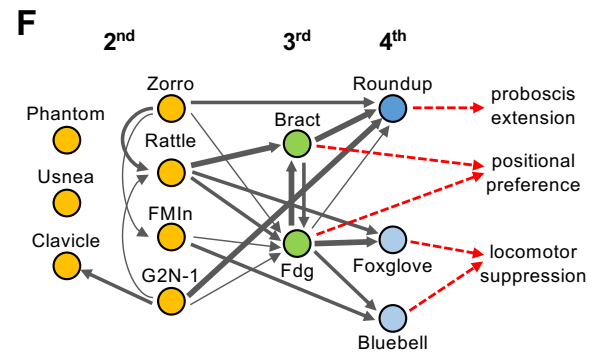 F
2nd 3rd 4th
Zorro
Roundup
Phantom
Bract
proboscis
extension
Rattle
positional
preference
Usnea
FMIn
Clavicle
G2N-1
Fdg
Foxglove
locomotor
suppression
Bluebell